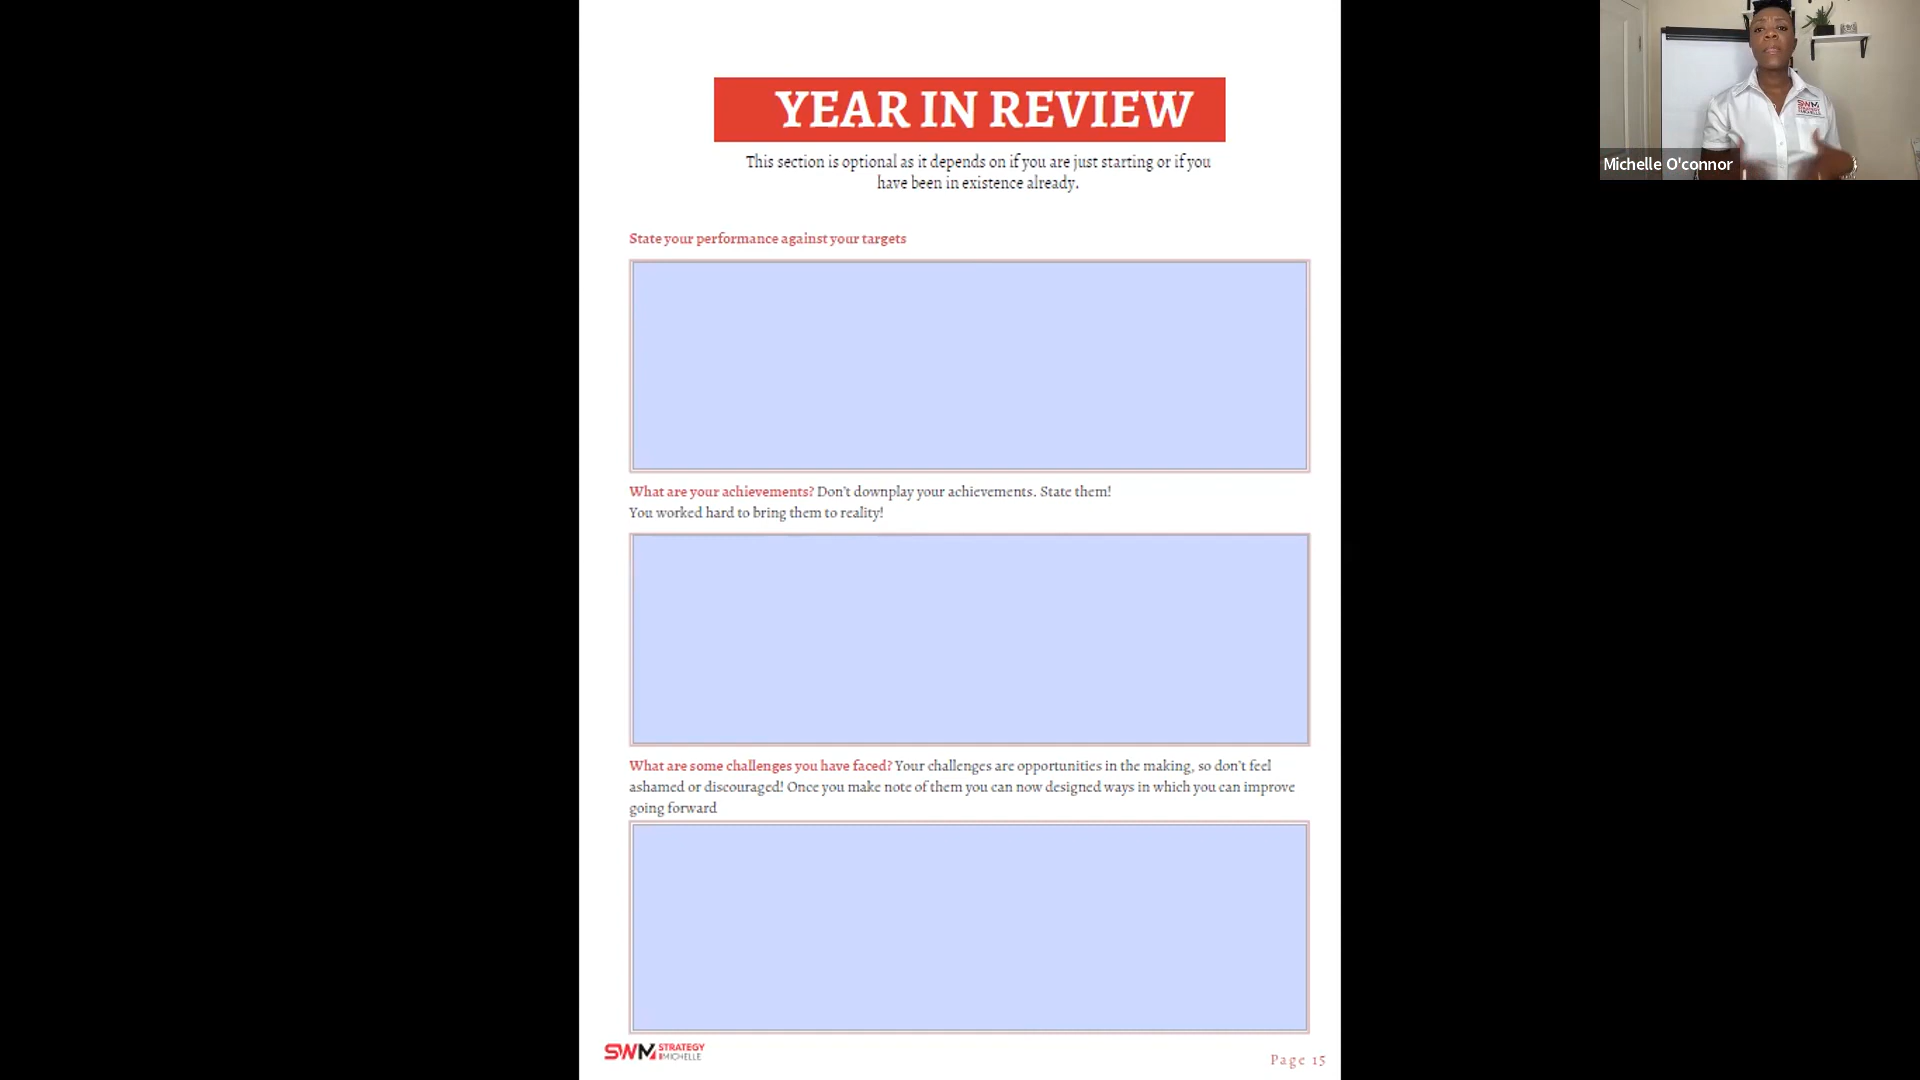 YEAR IN REVIEW
This section is optional as it depends on if you are just starting or if you
have been in existence already.
State your performance against your targets
What are your achievements? Don't downplay your achievements. State them!
You worked hard to bring them to reality!
What are some challenges you have faced? Your challenges are opportunities in the making, so don't feel
ashamed or discouraged! Once you make note of them you can now designed ways in which you can improve
going forward
SWM STRATEGY
MICHELLE
Page 15
SWM
STRATEGY
MICHELLE
Michelle O'connor